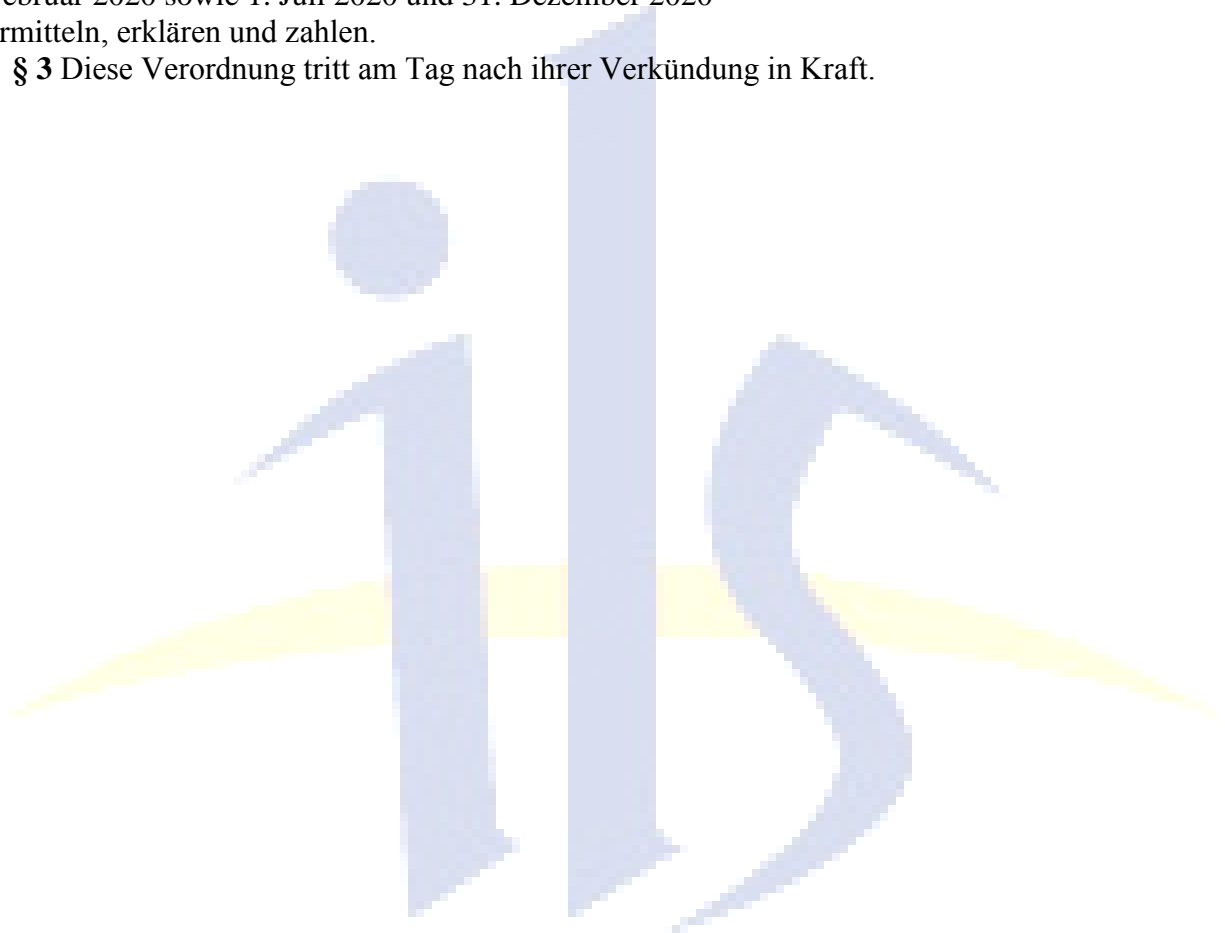 ebruar 2020 sowie 1. Juli 2020 und 31. Dezember 2020
rmitteln, erklären und zahlen.
§ 3 Diese Verordnung tritt am Tag nach ihrer Verkündung in Kraft.
ils